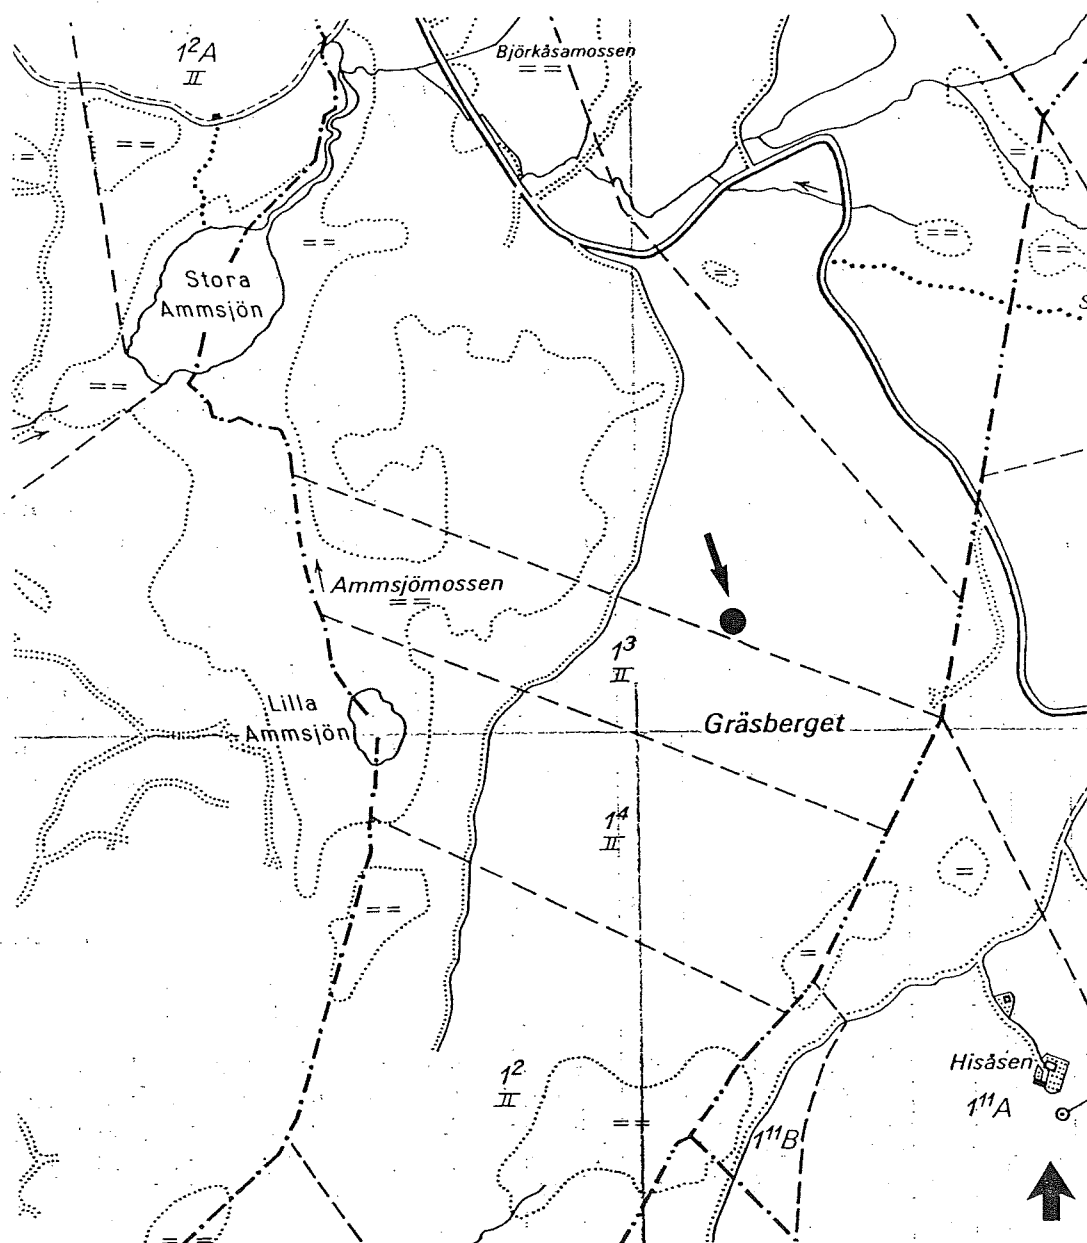 1²A
II
Björkåsamossen
Stora
Ammsjön
Ammsjömossen
1³
II
Lilla
Ammsjön
Gräsberget
1⁴
II
1²
II
Hisåsen
1¹¹A
1¹¹B